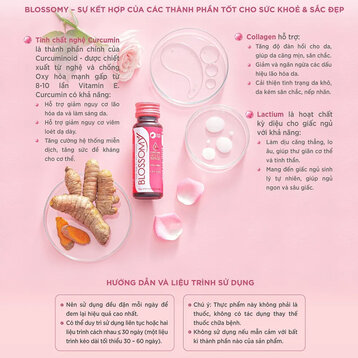 BLOSSOMY – SỰ KẾT HỢP CỦA CÁC THÀNH PHẦN TỐT CHO SỨC KHOẺ & SẮC ĐẸP
Tinh chất nghệ Curcumin
là thành phần chính của
Curcuminoid - được chiết
xuất từ nghệ và chống
Oxy hóa mạnh gấp từ
8-10 lần Vitamin E.
Curcumin có khả năng:
Hỗ trợ giảm nguy cơ lão
hóa da và làm sáng da.
Hỗ trợ giảm nguy cơ viêm
loét dạ dày.
Tăng cường hệ thống miễn
dịch, tăng sức đề kháng
cho cơ thể.
Collagen hỗ trợ:
Tăng độ đàn hồi cho da,
giúp da căng mịn, săn chắc.
Giảm và ngăn ngừa các dấu
hiệu lão hóa da.
Cải thiện tình trạng da khô,
da kém săn chắc, nếp nhăn.
Lactium là hoạt chất
kỳ diệu cho giấc ngủ
với khả năng:
Làm dịu căng thẳng, lo
âu, giúp thư giãn cơ thể
và tinh thần.
Mang đến giấc ngủ sinh
lý tự nhiên, giúp ngủ
ngon và sâu giấc.
BLOSSOMY
HƯỚNG DẪN VÀ LIỆU TRÌNH SỬ DỤNG
Nên sử dụng đều đặn mỗi ngày để
đem lại hiệu quả cao nhất.
Có thể duy trì sử dụng liên tục hoặc hai
liệu trình cách nhau ≤ 30 ngày (một liệu
trình kéo dài tối thiểu 30 – 60 ngày).
Chú ý: Thực phẩm này không phải là
thuốc, không có tác dụng thay thế
thuốc chữa bệnh.
Không sử dụng nếu mẫn cảm với bất
kì thành phần nào của sản phẩm.